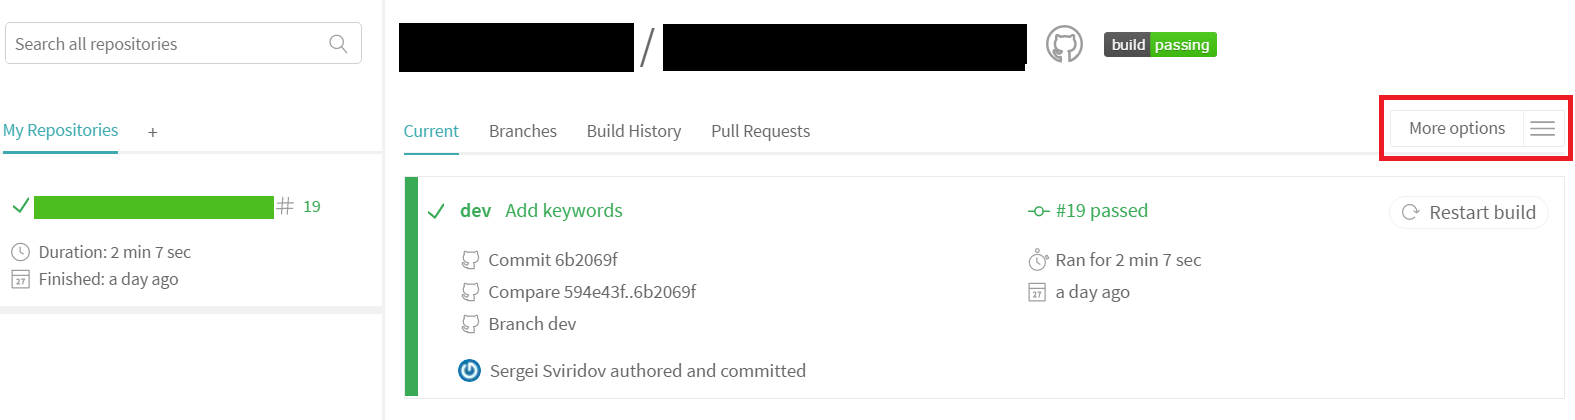 Search all repositories
/
build passing
My Repositories +
Current Branches Build History Pull Requests
More options
# 19
Duration: 2 min 7 sec
27 Finished: a day ago
dev Add keywords
Commit 6b2069f
Compare 594e43f..6b2069f
Branch dev
Sergei Sviridov authored and committed
#19 passed
Ran for 2 min 7 sec
27 a day ago
Restart build